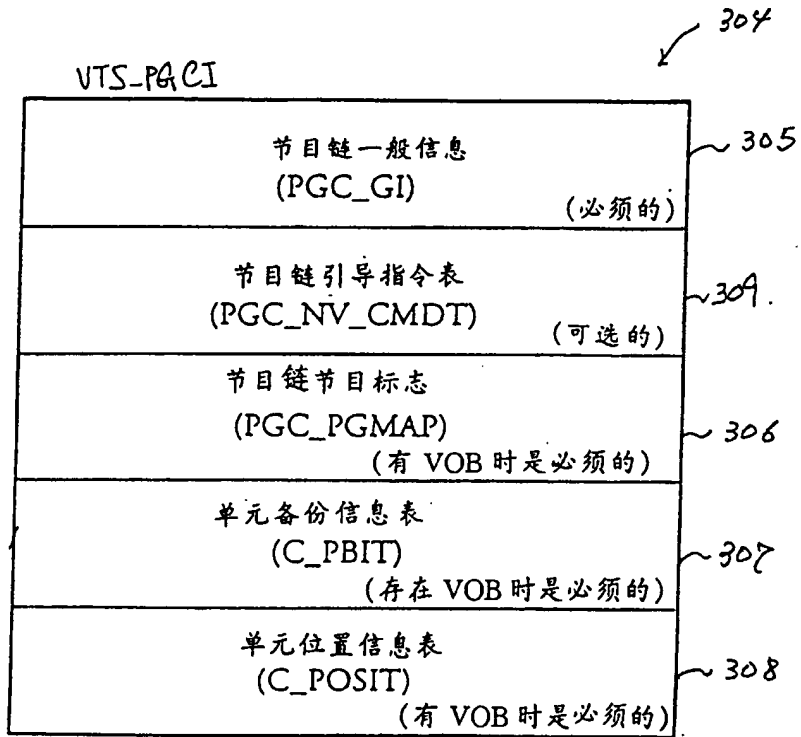 304
VTS-PGCI
节目链一般信息
(PGC_GI)
(必须的)
305
节目链引导指令表
(PGC_NV_CMDT)
(可选的)
309.
节目链节目标志
(PGC_PGMAP)
(有 VOB 时是必须的)
306
单元备份信息表
(C_PBIT)
(存在 VOB 时是必须的)
307
单元位置信息表
(C_POSIT)
(有 VOB 时是必须的)
308